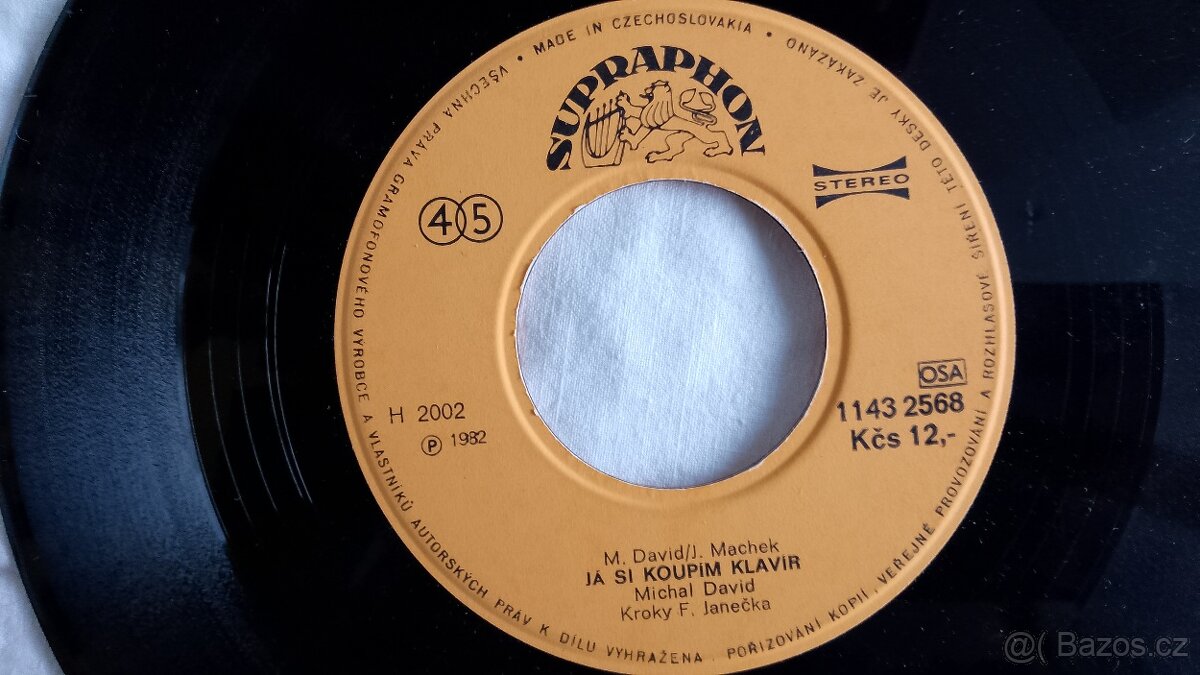 VŠECHNA PRÁVA GRAMOFONOVÉHO VÝROBCE A VLASTNÍKŮ AUTORSKÝCH PRÁV K DÍLU VYHRAŽENA. POŘIZOVÁNÍ KOPIÍ, VEŘEJNÉ PROVOZOVÁNÍ A ROZHLASOVÉ ŠÍŘENÍ TÉTO DESKY JE ZAKÁZÁNO
• MADE IN CZECHOSLOVAKIA •
SUPRAPHON
STEREO
45
OSA
H 2002
1143 2568
Ⓟ 1982
Kčs 12,-
M. David/J. Machek
JÁ SI KOUPÍM KLAVÍR
Michal David
Kroky F. Janečka
@( Bazos.cz